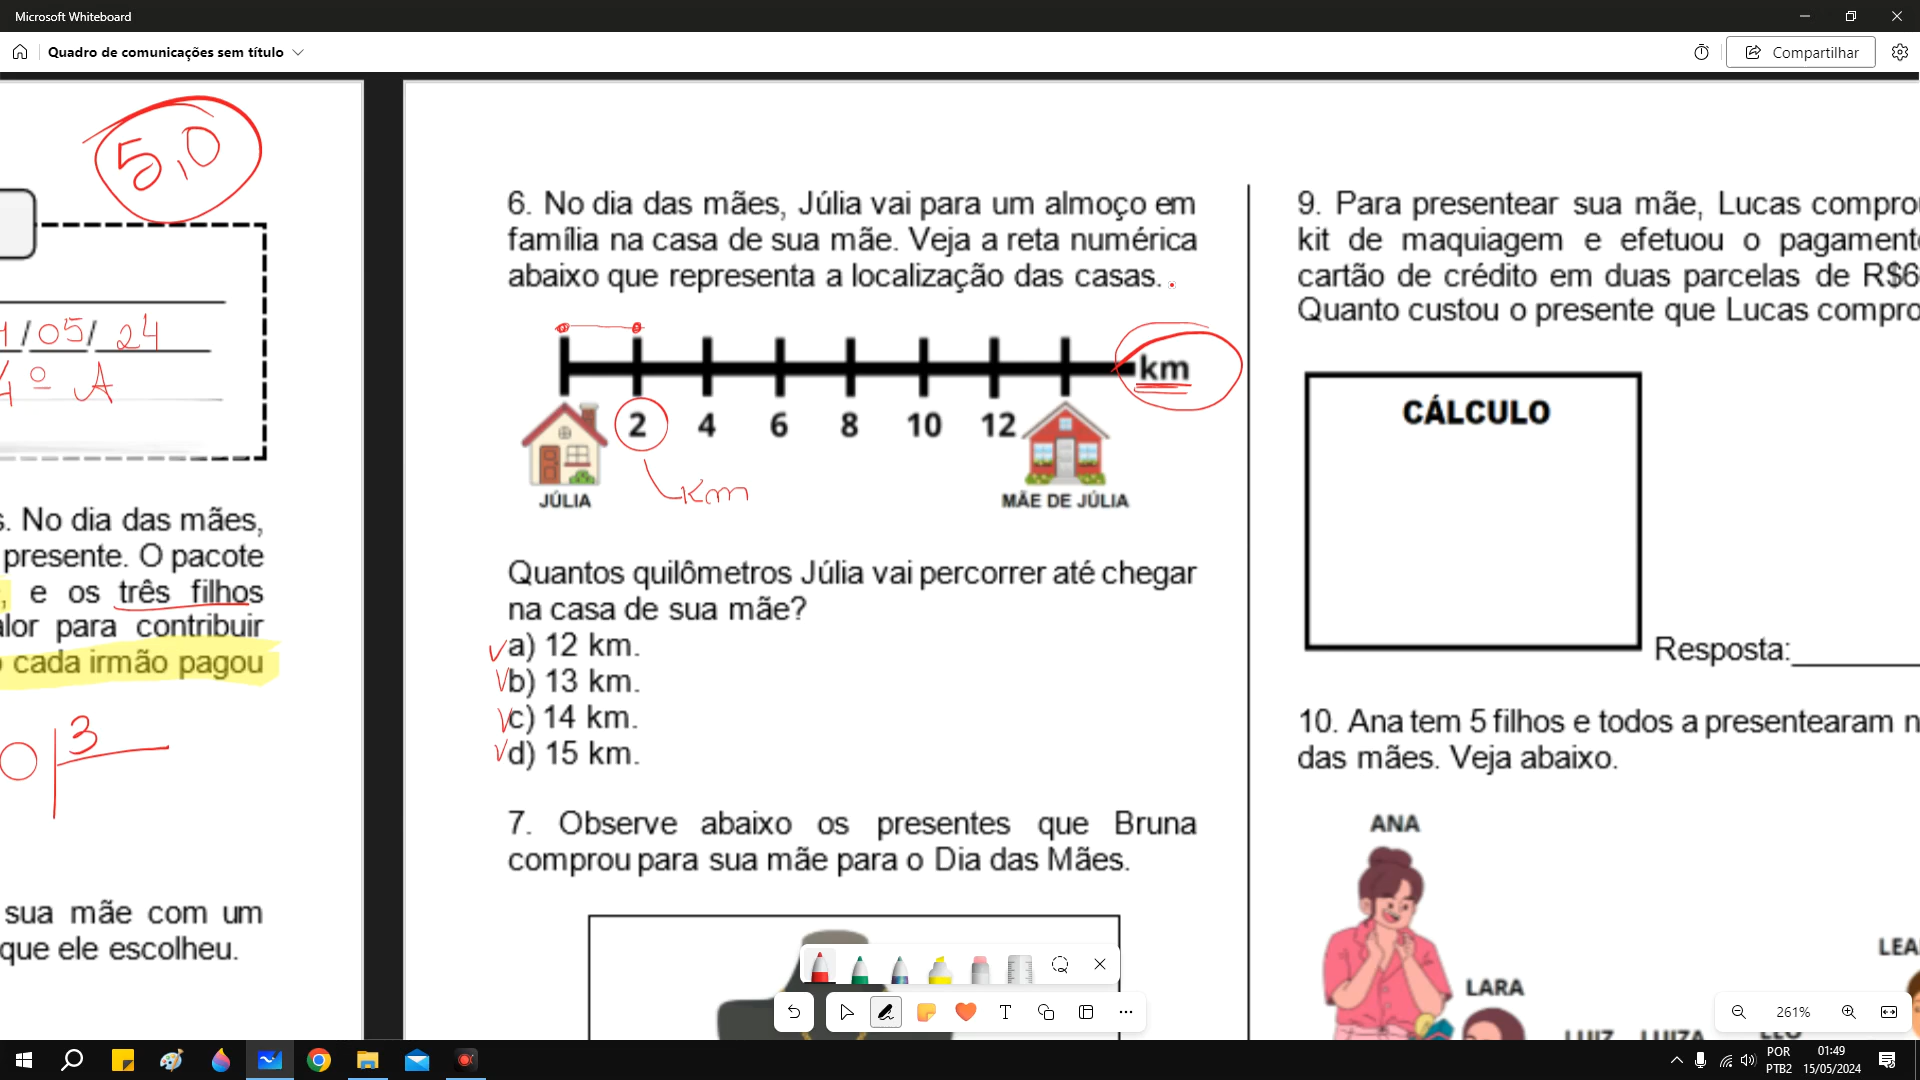 Microsoft Whiteboard
Quadro de comunicações sem título
Compartilhar
5,0
/05/ 24
4º A
s. No dia das mães,
presente. O pacote
, e os três filhos
alor para contribuir
o cada irmão pagou
0 3
sua mãe com um
que ele escolheu.
6. No dia das mães, Júlia vai para um almoço em
família na casa de sua mãe. Veja a reta numérica
abaixo que representa a localização das casas.
km
2 4 6 8 10 12
Km
JÚLIA MÃE DE JÚLIA
Quantos quilômetros Júlia vai percorrer até chegar
na casa de sua mãe?
a) 12 km.
b) 13 km.
c) 14 km.
d) 15 km.
7. Observe abaixo os presentes que Bruna
comprou para sua mãe para o Dia das Mães.
9. Para presentear sua mãe, Lucas compro
kit de maquiagem e efetuou o pagament
cartão de crédito em duas parcelas de R$6
Quanto custou o presente que Lucas compro
CÁLCULO
Resposta:
10. Ana tem 5 filhos e todos a presentearam n
das mães. Veja abaixo.
ANA
LEA
LARA
LUIZ LUIZA LEO
261%
POR
PTB2
01:49
15/05/2024